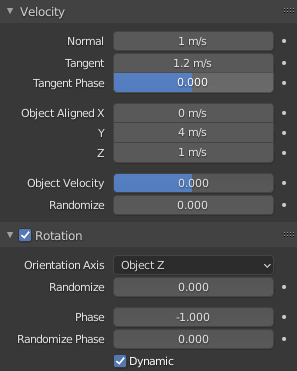 Velocity
Normal 1 m/s
Tangent 1.2 m/s
Tangent Phase 0.000
Object Aligned X 0 m/s
Y 4 m/s
Z 1 m/s
Object Velocity 0.000
Randomize 0.000
Rotation
Orientation Axis Object Z
Randomize 0.000
Phase -1.000
Randomize Phase 0.000
Dynamic